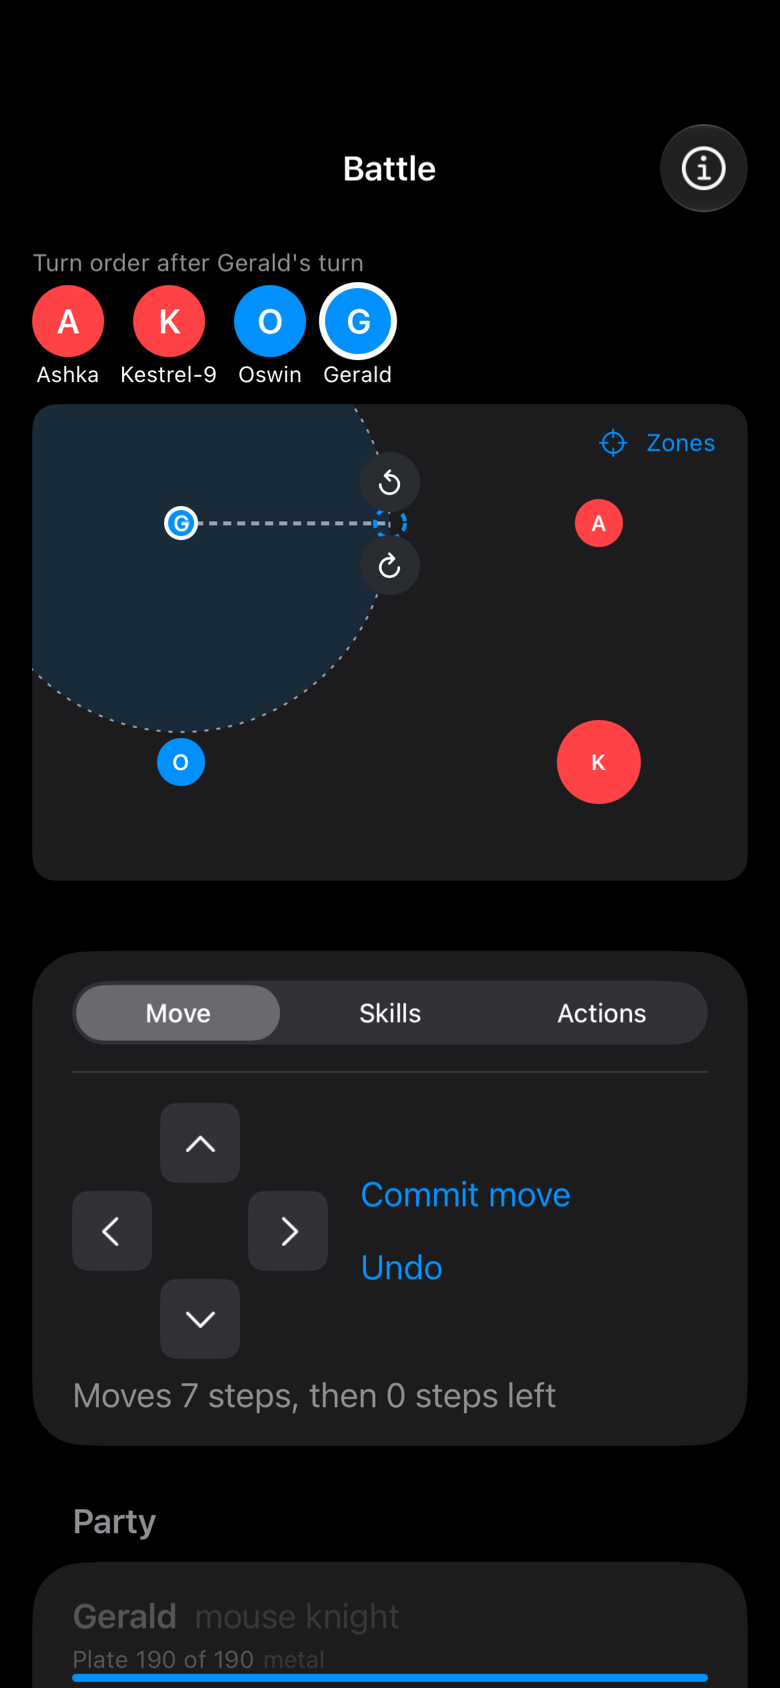 Battle
Turn order after Gerald's turn
A K O G
Ashka Kestrel-9 Oswin Gerald
Zones
G A
O K
Move Skills Actions
Commit move
Undo
Moves 7 steps, then 0 steps left
Party
Gerald mouse knight
Plate 190 of 190 metal